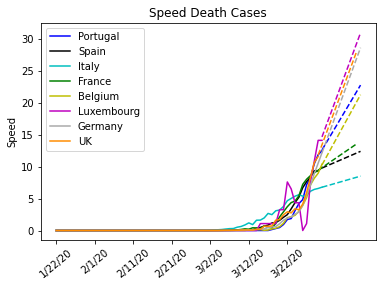 Speed Death Cases
30
25
20
15
10
5
0
Speed
Portugal
Spain
Italy
France
Belgium
Luxembourg
Germany
UK
1/22/20
2/1/20
2/11/20
2/21/20
3/2/20
3/12/20
3/22/20